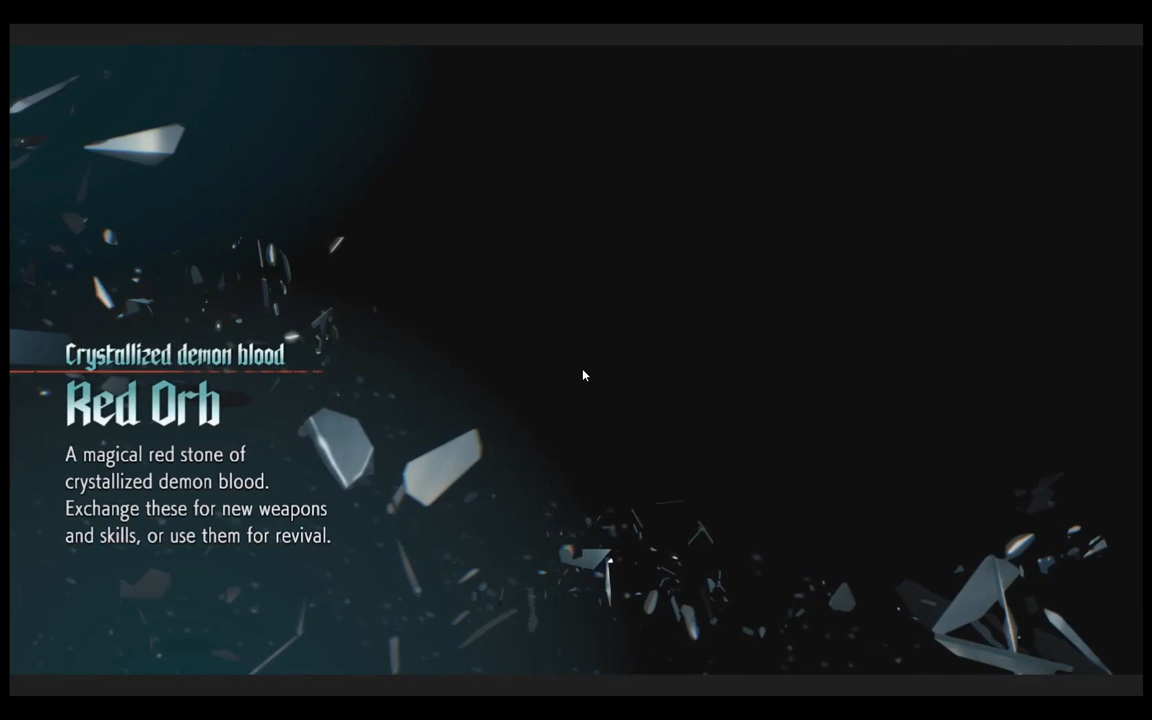 Crystallized demon blood
Red Orb
A magical red stone of
crystallized demon blood.
Exchange these for new weapons
and skills, or use them for revival.